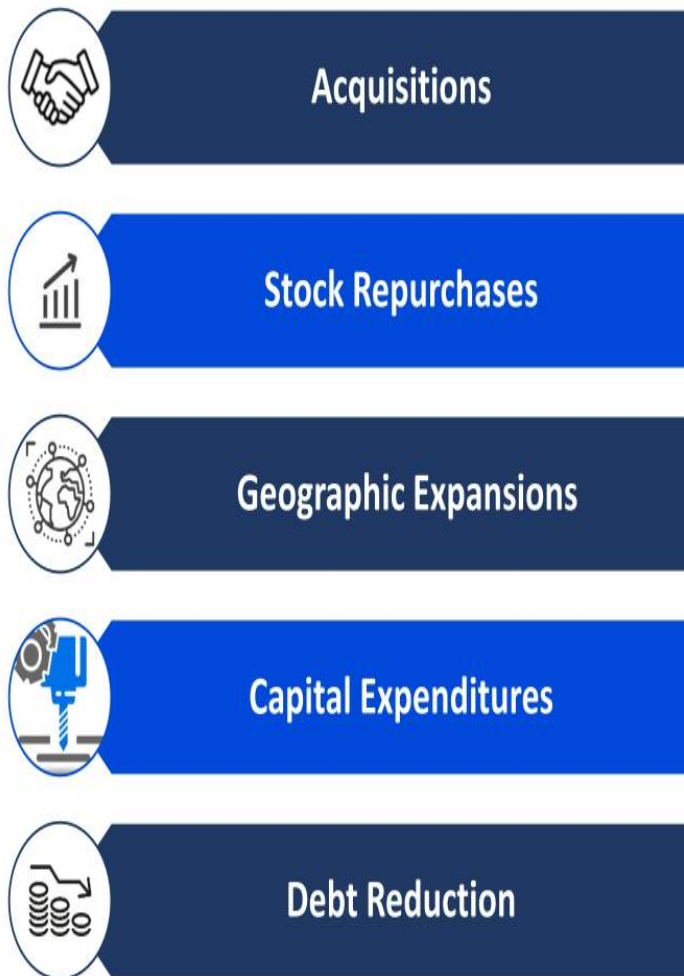 Acquisitions
Stock Repurchases
Geographic Expansions
Capital Expenditures
Debt Reduction